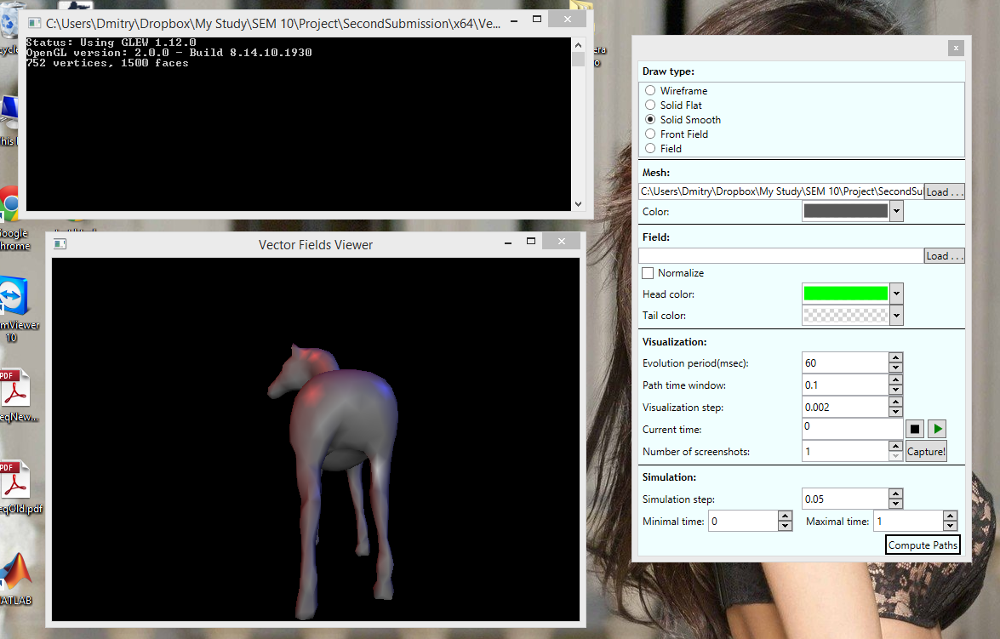 C:\Users\Dmitry\Dropbox\My Study\SEM 10\Project\SecondSubmission\x64\Ve...
Status: Using GLEW 1.12.0
OpenGL version: 2.0.0 - Build 8.14.10.1930
752 vertices, 1500 faces
Vector Fields Viewer
Draw type:
Wireframe
Solid Flat
Solid Smooth
Front Field
Field
Mesh:
C:\Users\Dmitry\Dropbox\My Study\SEM 10\Project\SecondSu Load . . .
Color:
Field:
Load . . .
Normalize
Head color:
Tail color:
Visualization:
Evolution period(msec): 60
Path time window: 0.1
Visualization step: 0.002
Current time: 0
Number of screenshots: 1 Capture!
Simulation:
Simulation step: 0.05
Minimal time: 0 Maximal time: 1
Compute Paths
cycle
his
Google
hrome
mViewer
10
PDF
eqNew...
PDF
eqOld.pdf
ATLAB
era
o